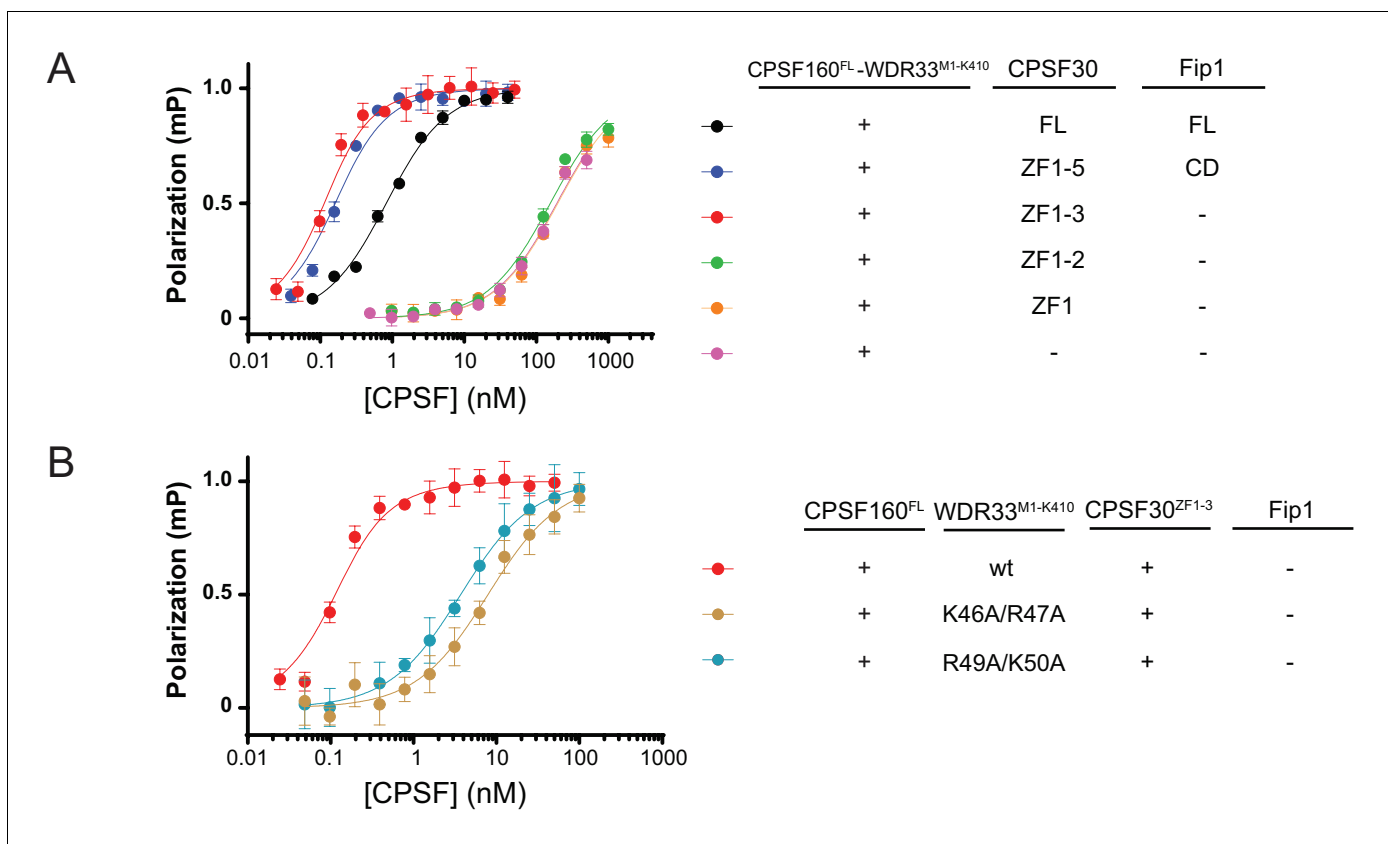 A
Polarization (mP)
1.0
0.5
0
0.01 0.1 1 10 100 1000
[CPSF] (nM)
CPSF160FL-WDR33M1-K410 CPSF30 Fip1
+ FL FL
+ ZF1-5 CD
+ ZF1-3 -
+ ZF1-2 -
+ ZF1 -
+ - -
B
Polarization (mP)
1.0
0.5
0
0.01 0.1 1 10 100 1000
[CPSF] (nM)
CPSF160FL WDR33M1-K410 CPSF30ZF1-3 Fip1
+ wt + -
+ K46A/R47A + -
+ R49A/K50A + -